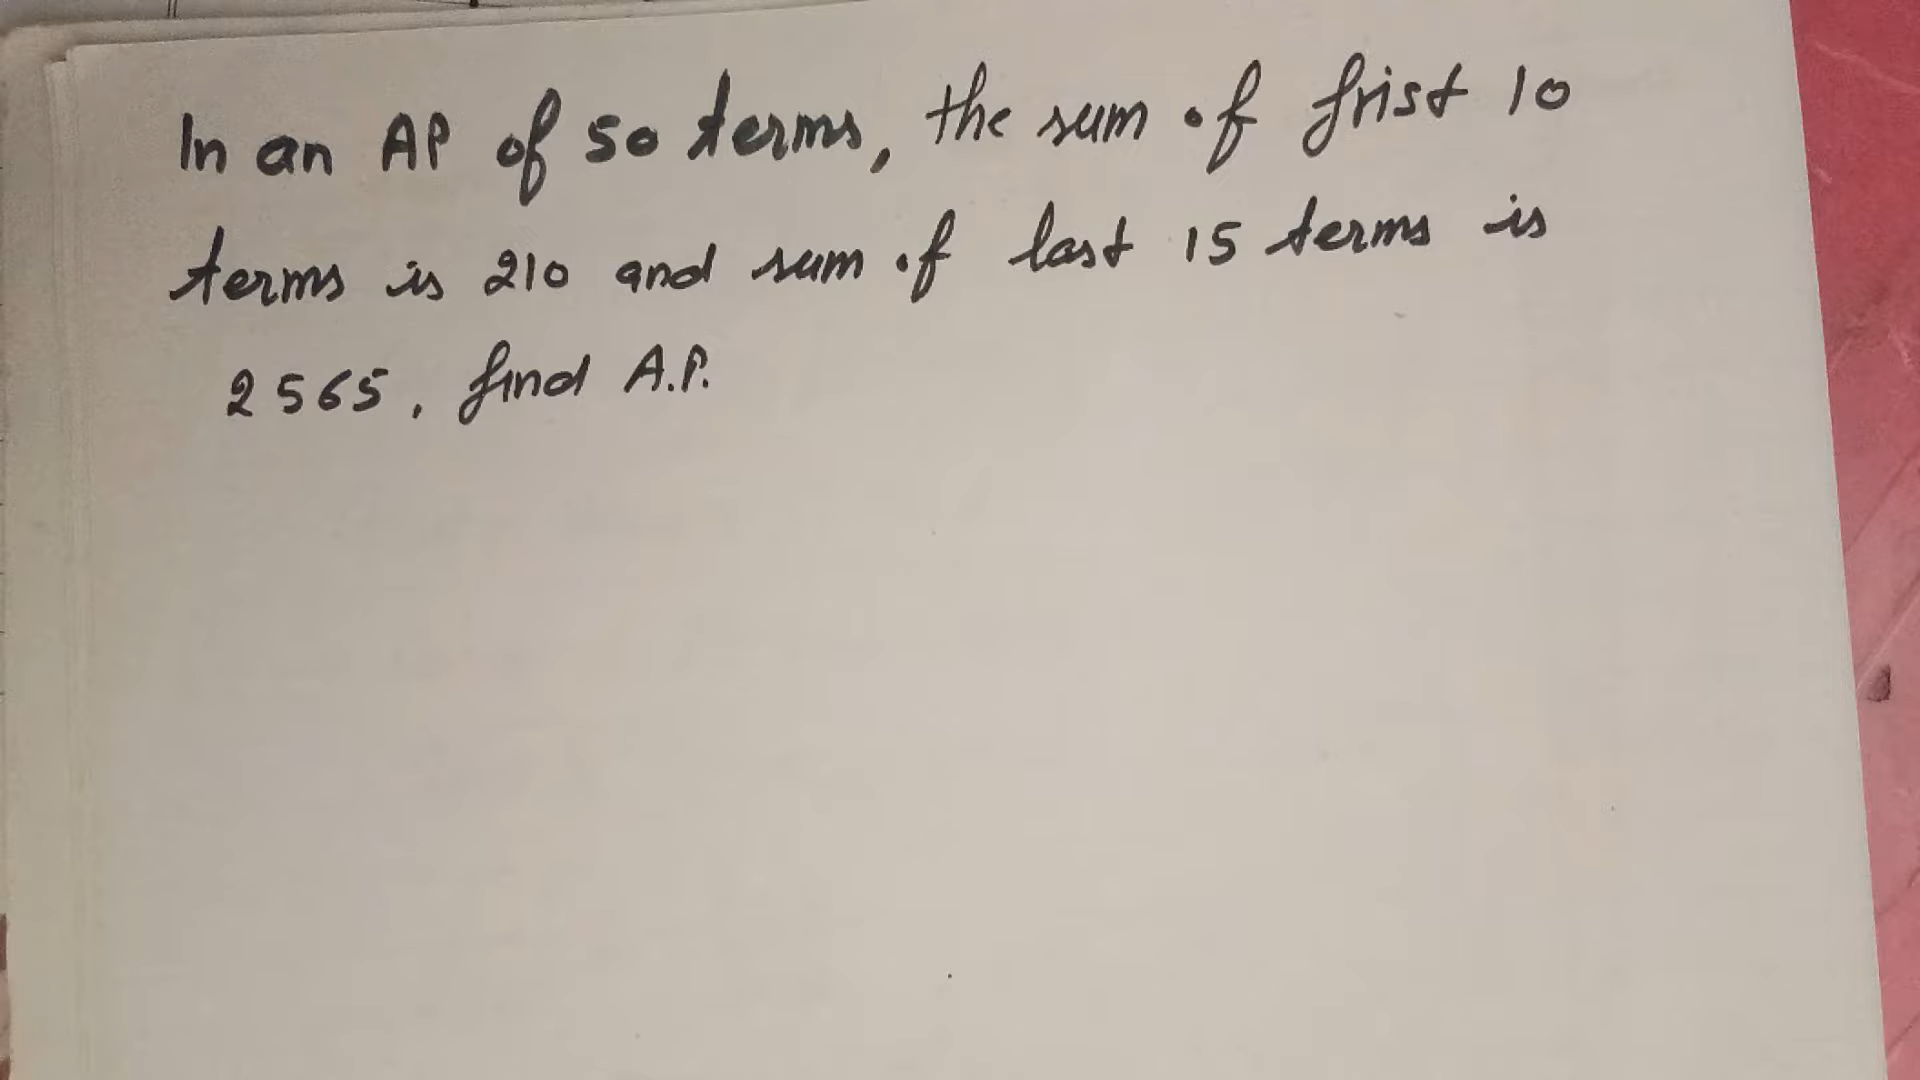 In an AP of 50 terms, the sum of frist 10
terms is 210 and sum of last 15 terms is
2565, find A.P.